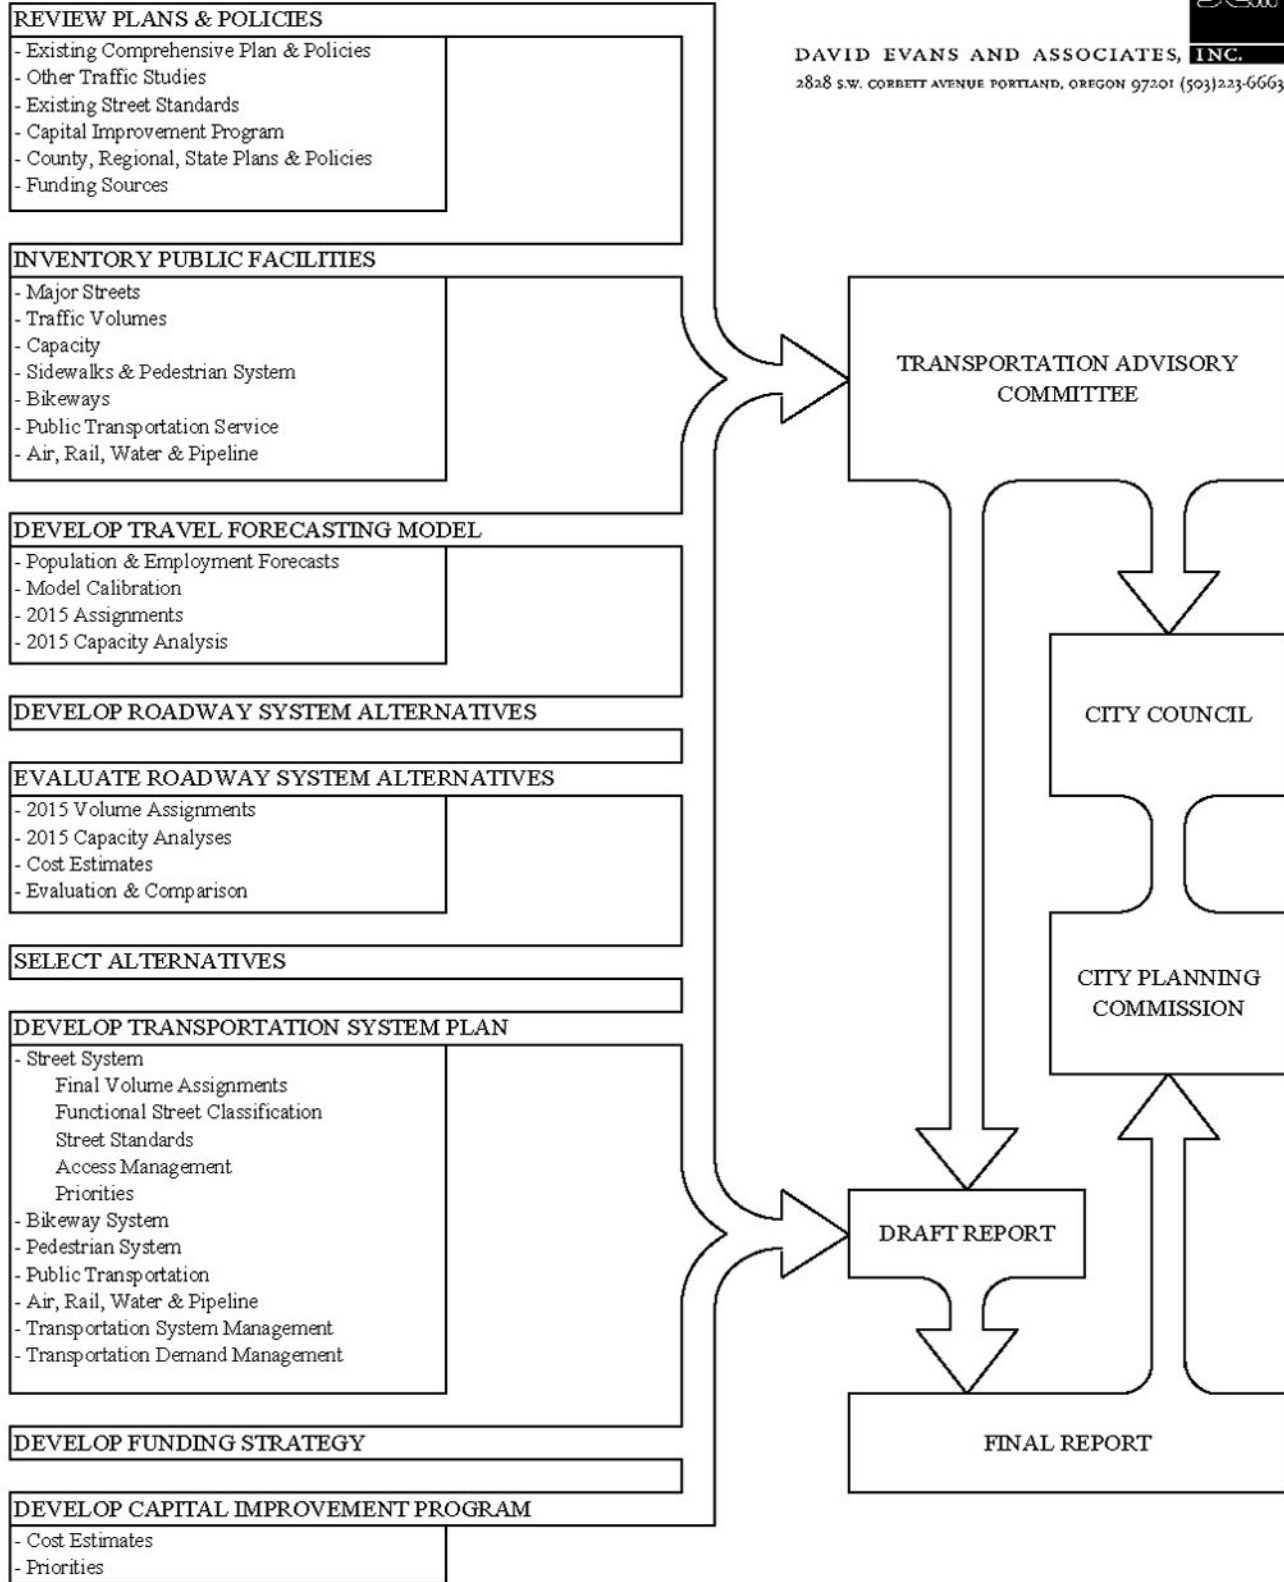 REVIEW PLANS & POLICIES
- Existing Comprehensive Plan & Policies
- Other Traffic Studies
- Existing Street Standards
- Capital Improvement Program
- County, Regional, State Plans & Policies
- Funding Sources
DAVID EVANS AND ASSOCIATES, INC.
2828 S.W. CORBETT AVENUE PORTLAND, OREGON 97201 (503)223-6663
INVENTORY PUBLIC FACILITIES
- Major Streets
- Traffic Volumes
- Capacity
- Sidewalks & Pedestrian System
- Bikeways
- Public Transportation Service
- Air, Rail, Water & Pipeline
DEVELOP TRAVEL FORECASTING MODEL
- Population & Employment Forecasts
- Model Calibration
- 2015 Assignments
- 2015 Capacity Analysis
DEVELOP ROADWAY SYSTEM ALTERNATIVES
EVALUATE ROADWAY SYSTEM ALTERNATIVES
- 2015 Volume Assignments
- 2015 Capacity Analyses
- Cost Estimates
- Evaluation & Comparison
SELECT ALTERNATIVES
DEVELOP TRANSPORTATION SYSTEM PLAN
- Street System
Final Volume Assignments
Functional Street Classification
Street Standards
Access Management
Priorities
- Bikeway System
- Pedestrian System
- Public Transportation
- Air, Rail, Water & Pipeline
- Transportation System Management
- Transportation Demand Management
DEVELOP FUNDING STRATEGY
DEVELOP CAPITAL IMPROVEMENT PROGRAM
- Cost Estimates
- Priorities
TRANSPORTATION ADVISORY
COMMITTEE
CITY COUNCIL
CITY PLANNING
COMMISSION
DRAFT REPORT
FINAL REPORT